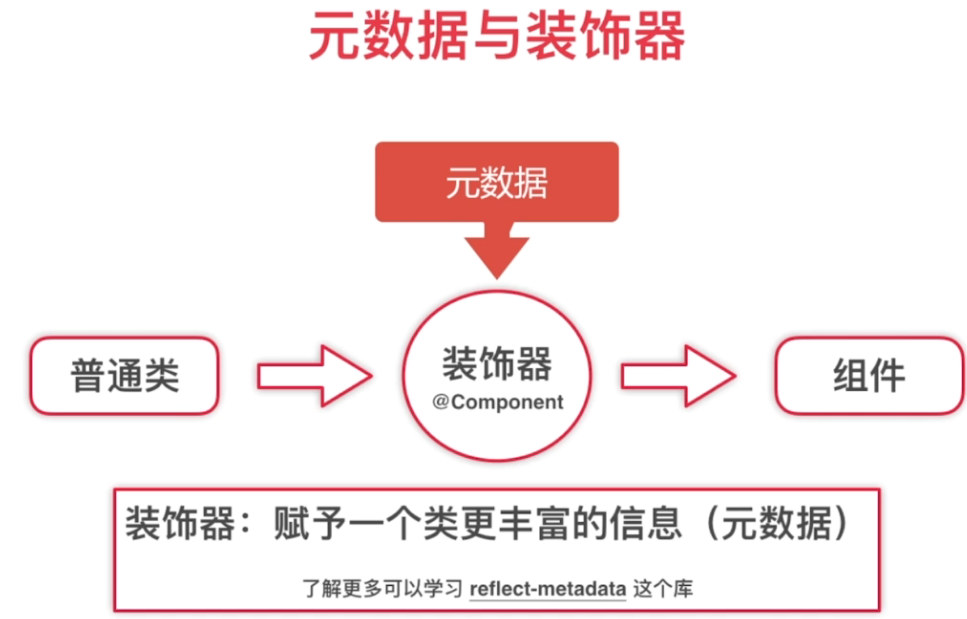 元数据与装饰器
元数据
普通类
装饰器
@Component
组件
装饰器：赋予一个类更丰富的信息（元数据）
了解更多可以学习 reflect-metadata 这个库